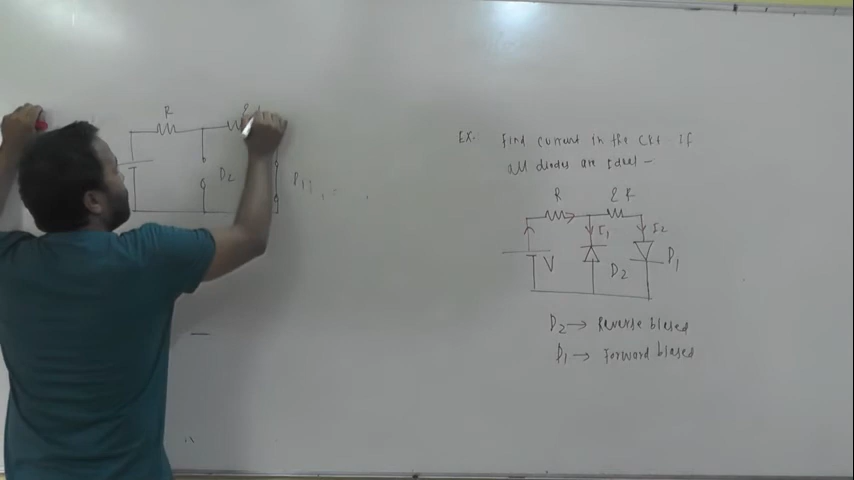 R
D2
EX. Find current in the CKt if
all diodes are Ideal -
R 2 R
I1 I2
V D2 D1
D2 → Reverse biased
D1 → Forward biased